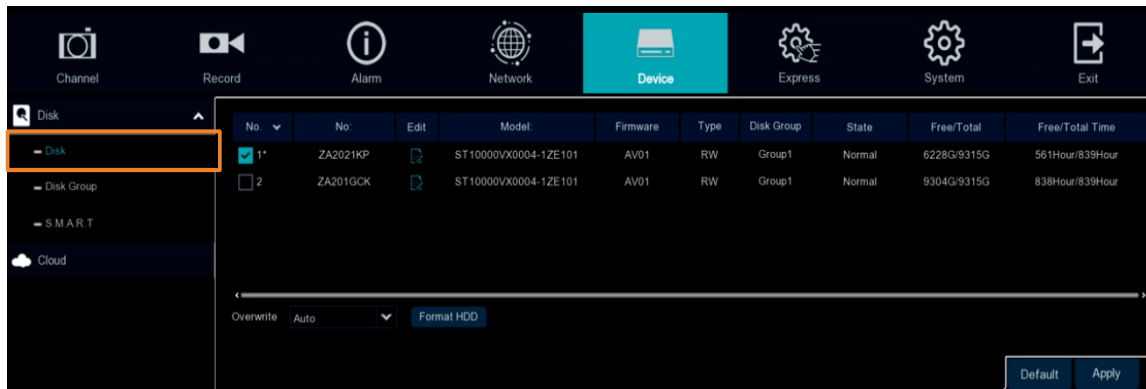 Channel Record Alarm Network Device Express System Exit
Disk
No. No: Edit Model: Firmware Type Disk Group State Free/Total Free/Total Time
Disk
1* ZA2021KP ST10000VX0004-1ZE101 AV01 RW Group1 Normal 6228G/9315G 561Hour/839Hour
Disk Group
2 ZA201GCK ST10000VX0004-1ZE101 AV01 RW Group1 Normal 9304G/9315G 838Hour/839Hour
S.M.A.R.T
Cloud
Overwrite Auto Format HDD
Default Apply